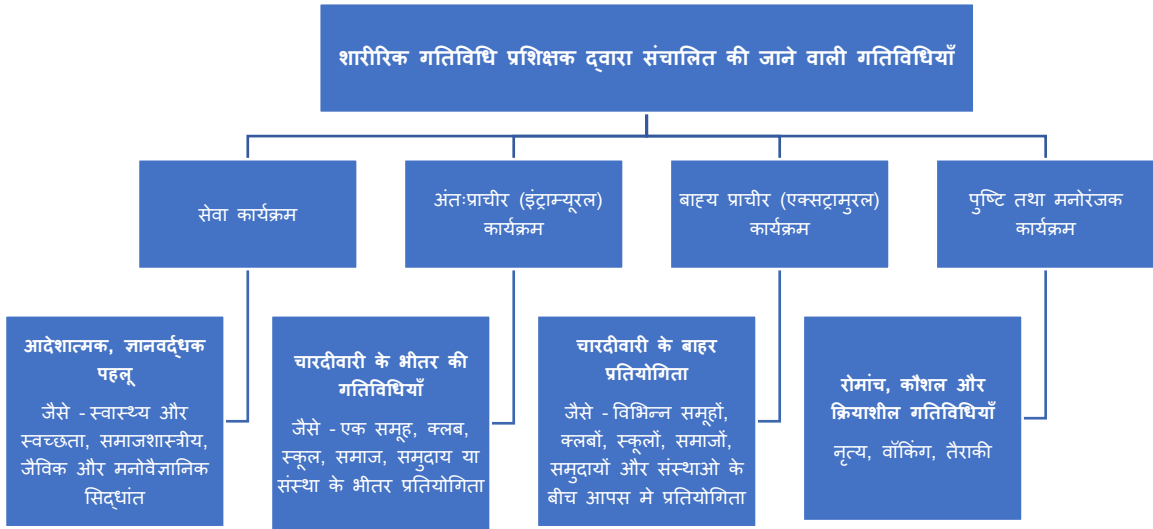 शारीरिक गतिविधि प्रशिक्षक द्वारा संचालित की जाने वाली गतिविधियाँ
सेवा कार्यक्रम
अंतःप्राचीर (इंट्राम्यूरल)
कार्यक्रम
बाह्य प्राचीर (एक्सट्रामुरल)
कार्यक्रम
पुष्टि तथा मनोरंजक
कार्यक्रम
आदेशात्मक, ज्ञानवर्द्धक
पहलू
जैसे - स्वास्थ्य और
स्वच्छता, समाजशास्त्रीय,
जैविक और मनोवैज्ञानिक
सिद्धांत
चारदीवारी के भीतर की
गतिविधियाँ
जैसे - एक समूह, क्लब,
स्कूल, समाज, समुदाय या
संस्था के भीतर प्रतियोगिता
चारदीवारी के बाहर
प्रतियोगिता
जैसे - विभिन्न समूहों,
क्लबों, स्कूलों, समाजों,
समुदायों और संस्थाओ के
बीच आपस मे प्रतियोगिता
रोमांच, कौशल और
क्रियाशील गतिविधियाँ
नृत्य, वॉकिंग, तैराकी